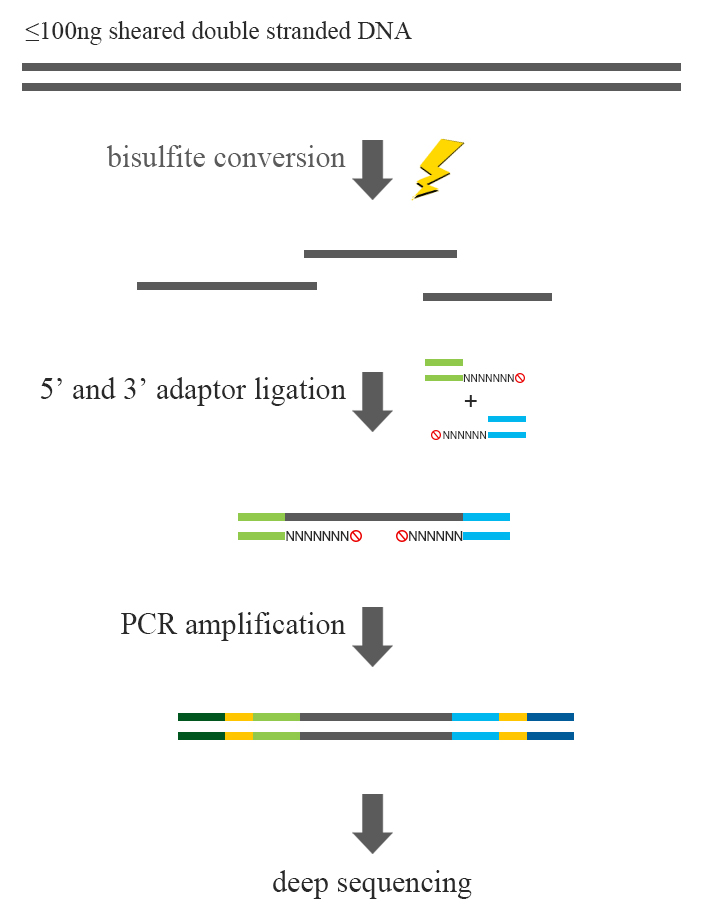 ≤100ng sheared double stranded DNA
bisulfite conversion
5’ and 3’ adaptor ligation
NNNNNNN
+
NNNNNN
NNNNNNN NNNNNN
PCR amplification
deep sequencing